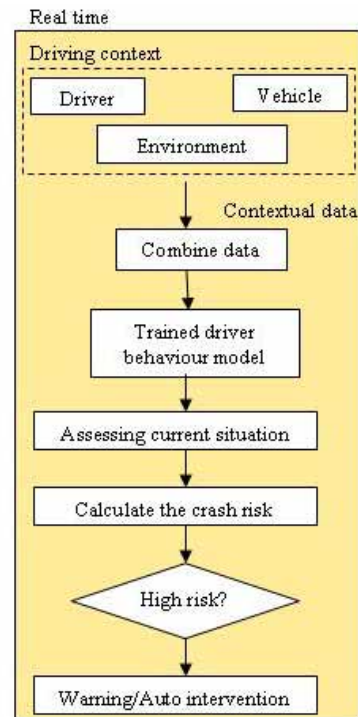 Real time
Driving context
Driver
Vehicle
Environment
Contextual data
Combine data
Trained driver
behaviour model
Assessing current situation
Calculate the crash risk
High risk?
Warning/Auto intervention